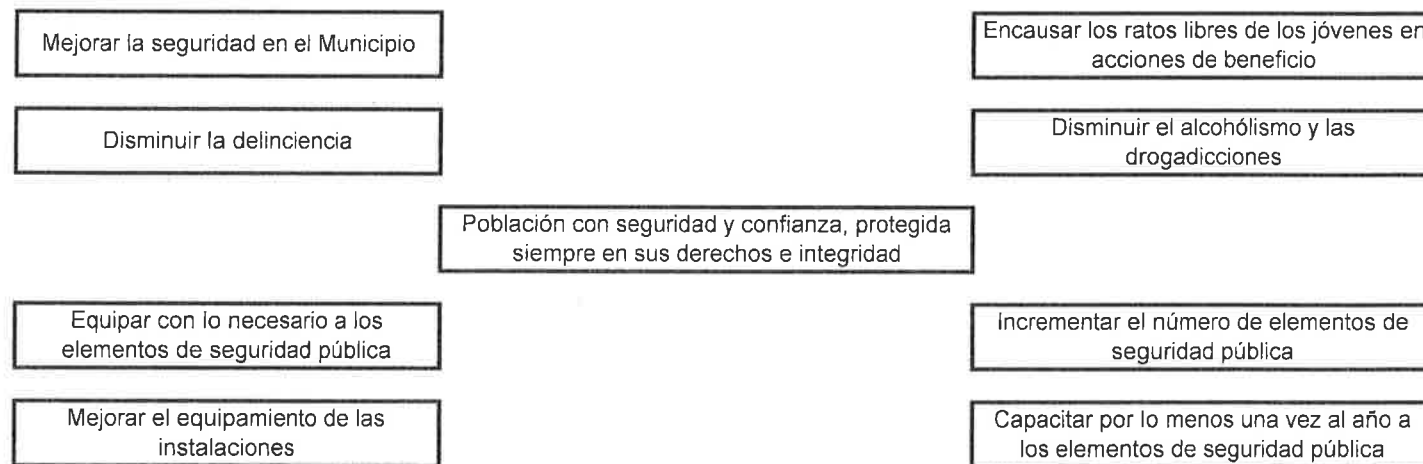 Mejorar la seguridad en el Municipio
Encausar los ratos libres de los jóvenes en
acciones de beneficio
Disminuir la delinciencia
Disminuir el alcohólismo y las
drogadicciones
Población con seguridad y confianza, protegida
siempre en sus derechos e integridad
Equipar con lo necesario a los
elementos de seguridad pública
Incrementar el número de elementos de
seguridad pública
Mejorar el equipamiento de las
instalaciones
Capacitar por lo menos una vez al año a
los elementos de seguridad pública